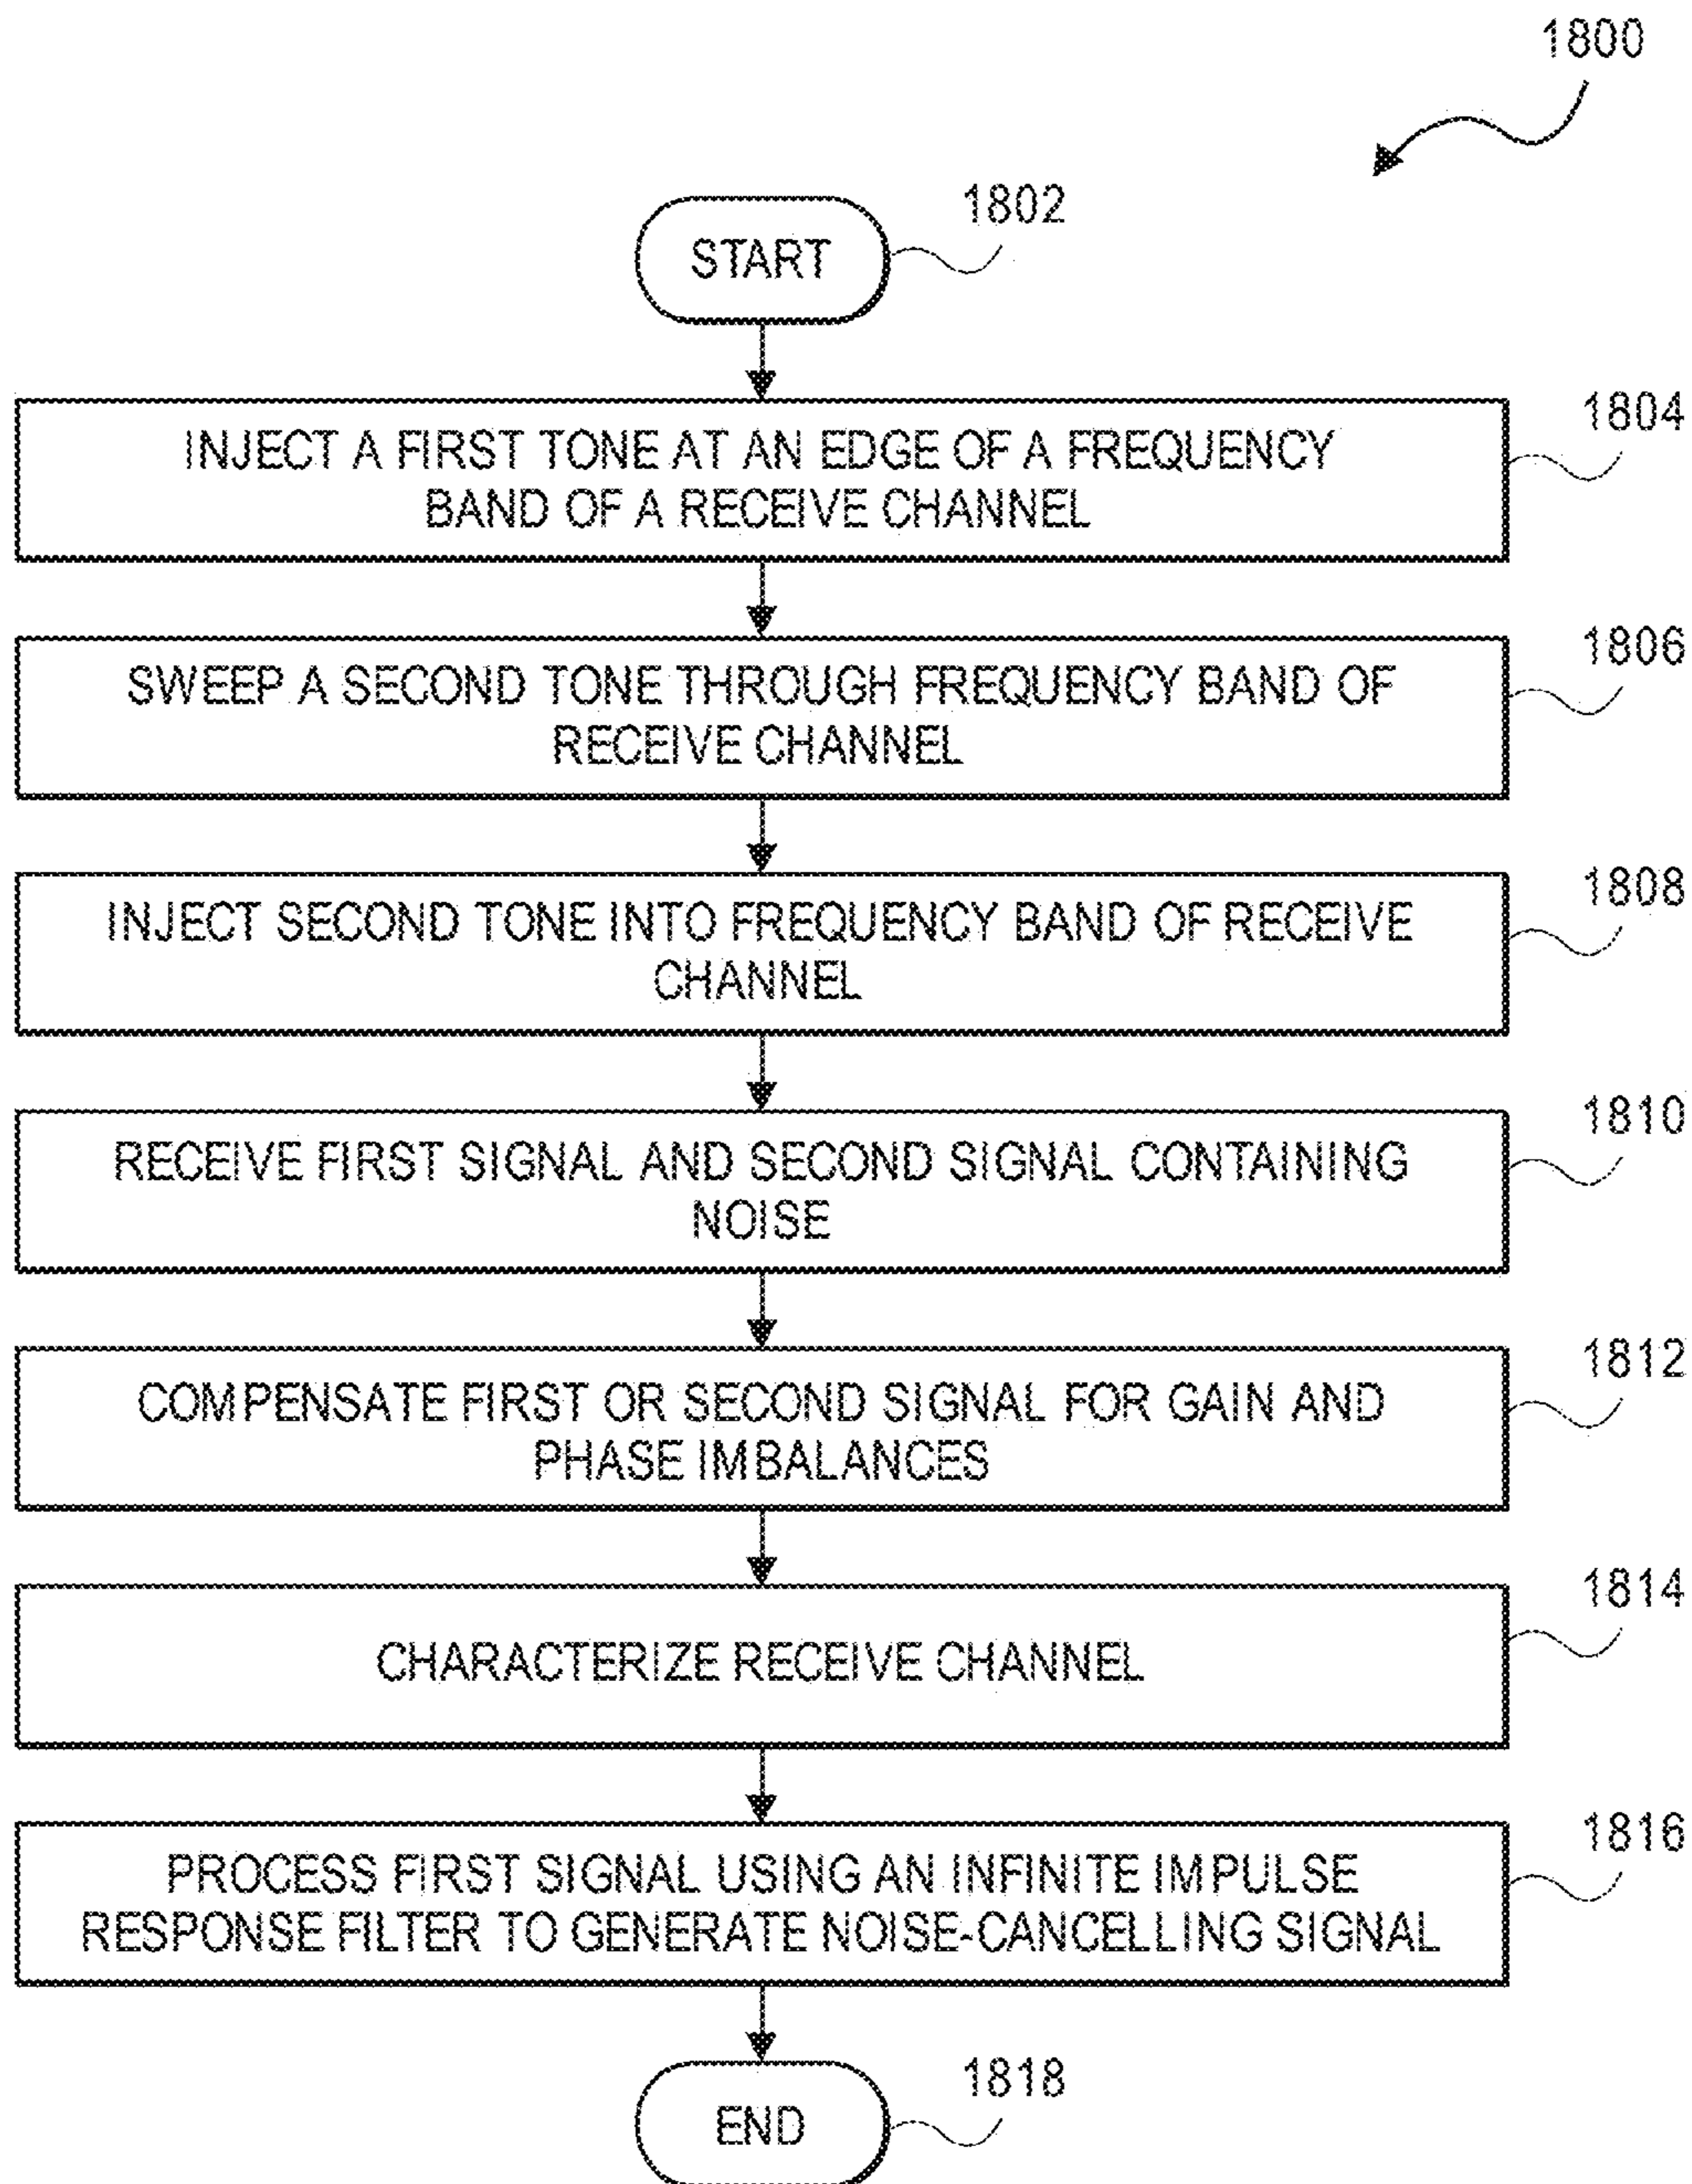 1800
1802
START
1804
INJECT A FIRST TONE AT AN EDGE OF A FREQUENCY
BAND OF A RECEIVE CHANNEL
1806
SWEEP A SECOND TONE THROUGH FREQUENCY BAND OF
RECEIVE CHANNEL
1808
INJECT SECOND TONE INTO FREQUENCY BAND OF RECEIVE
CHANNEL
1810
RECEIVE FIRST SIGNAL AND SECOND SIGNAL CONTAINING
NOISE
1812
COMPENSATE FIRST OR SECOND SIGNAL FOR GAIN AND
PHASE IMBALANCES
1814
CHARACTERIZE RECEIVE CHANNEL
1816
PROCESS FIRST SIGNAL USING AN INFINITE IMPULSE
RESPONSE FILTER TO GENERATE NOISE-CANCELLING SIGNAL
1818
END